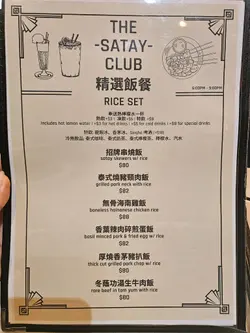 THE
-SATAY-
CLUB
精選飯餐
RICE SET
招牌串燒飯
satay skewers w/ rice
$80
泰式燒豬頸肉飯
grilled pork neck with rice
$82
無骨海南雞飯
boneless hainanese chicken rice
$88
香葉辣肉碎煎蛋飯
basil minced pork & fried egg w/ rice
$82
厚燒香茅豬扒飯
thick cut grilled pork chop w/ rice
$80
冬蔭功湯生牛肉飯
raw beef in tom yum with rice
$80